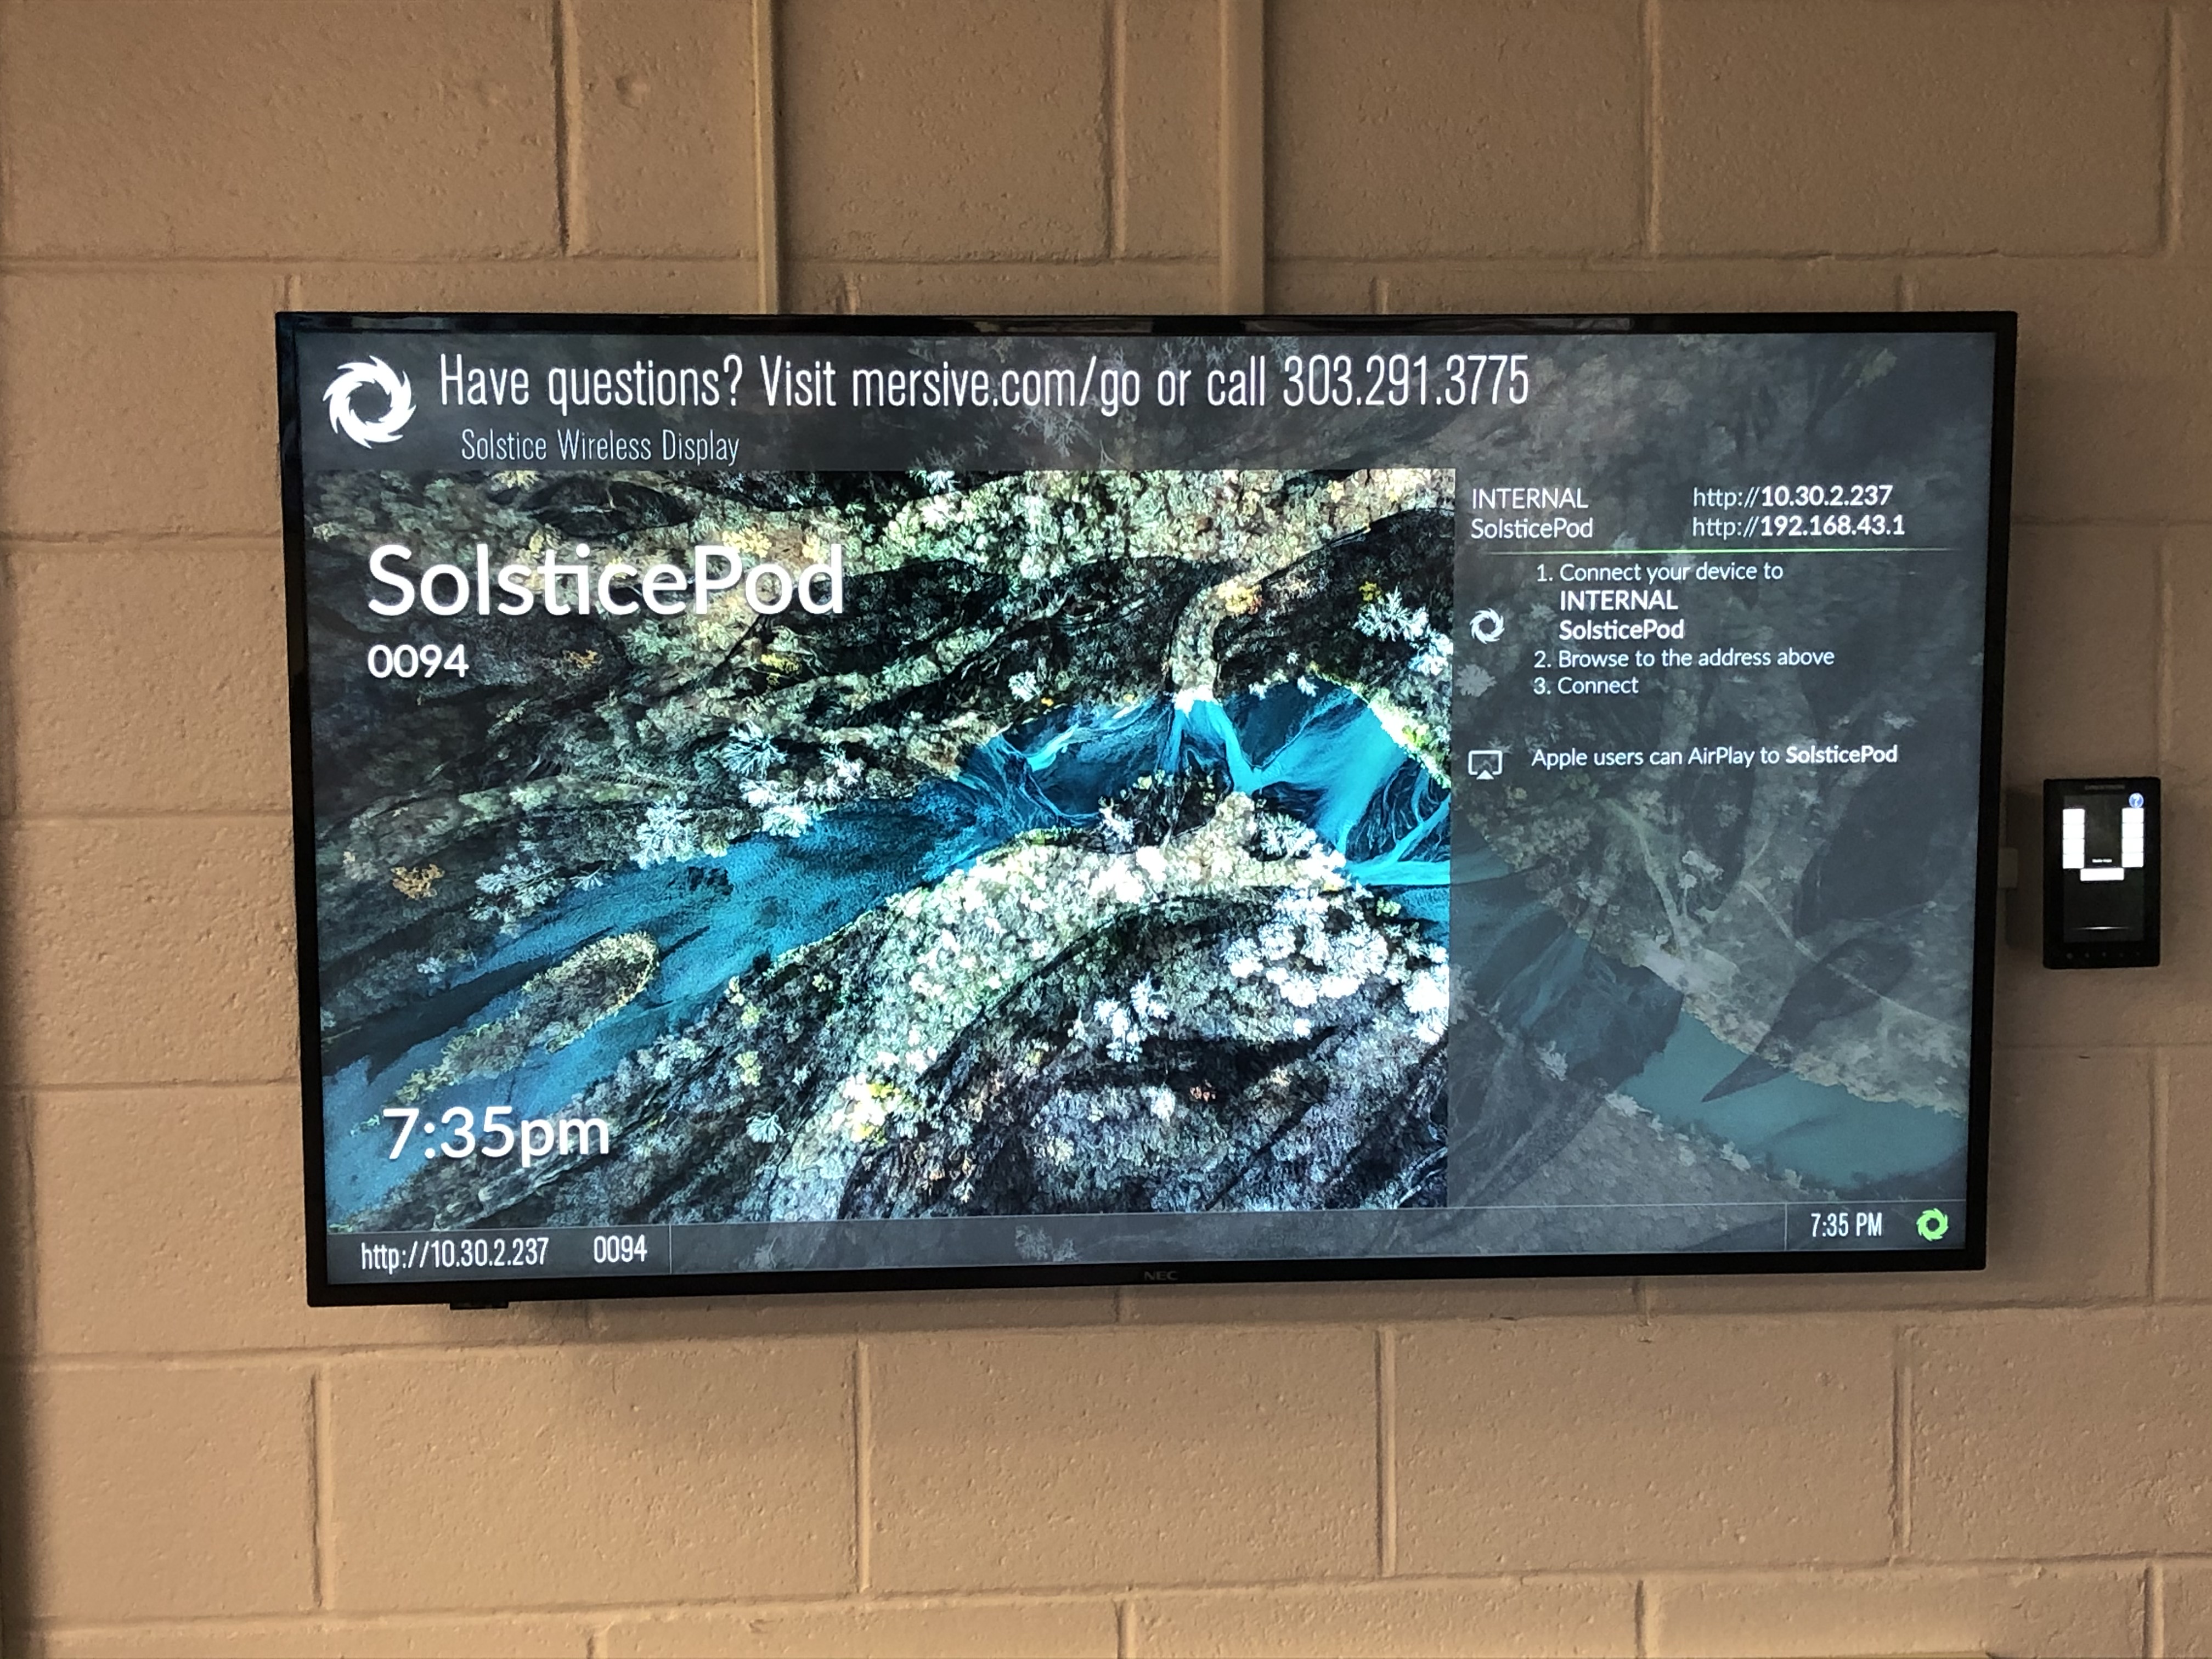 Have questions? Visit mersive.com/go or call 303.291.3775
Solstice Wireless Display
SolsticePod
0094
7:35pm
INTERNAL http://10.30.2.237
SolsticePod http://192.168.43.1
1. Connect your device to
INTERNAL
SolsticePod
2. Browse to the address above
3. Connect
Apple users can AirPlay to SolsticePod
http://10.30.2.237 0094
7:35 PM
NEC